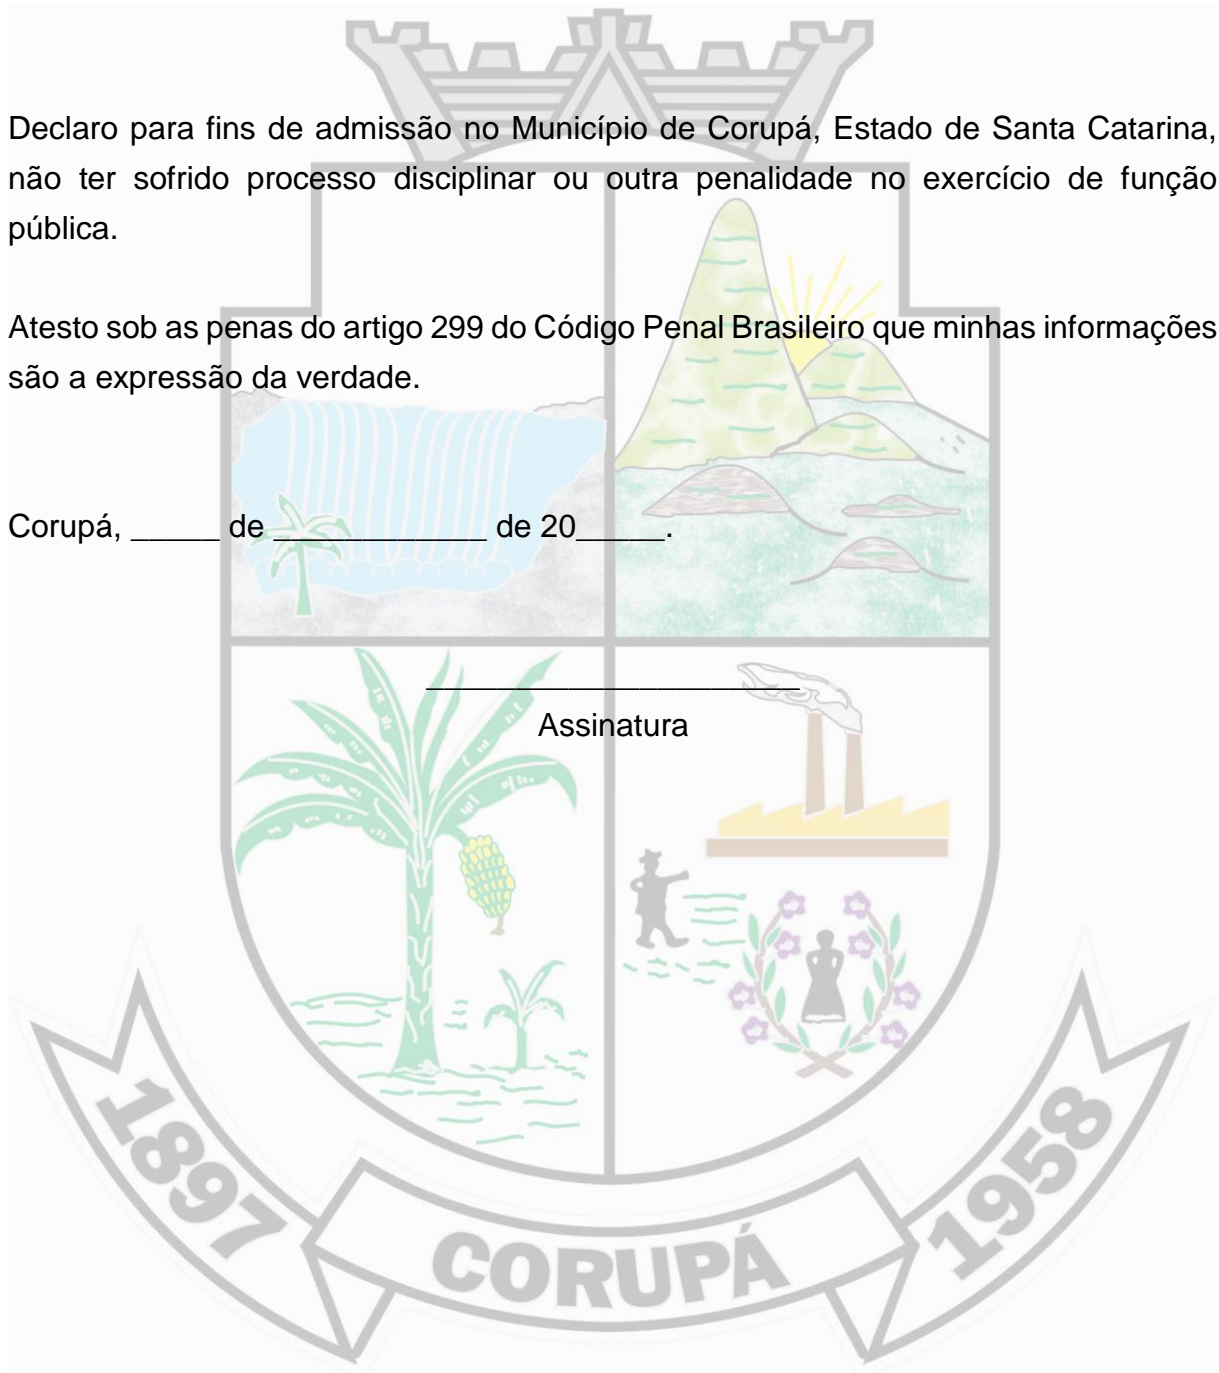 Declaro para fins de admissão no Município de Corupá, Estado de Santa Catarina,
não ter sofrido processo disciplinar ou outra penalidade no exercício de função
pública.
Atesto sob as penas do artigo 299 do Código Penal Brasileiro que minhas informações
são a expressão da verdade.
Corupá, _____ de ____________ de 20_____.
_____________________
Assinatura
1897
CORUPÁ
1958